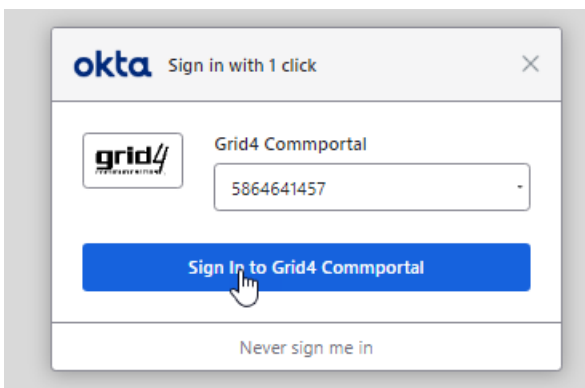 okta Sign in with 1 click
grid4
Grid4 Commportal
5864641457
Sign In to Grid4 Commportal
Never sign me in